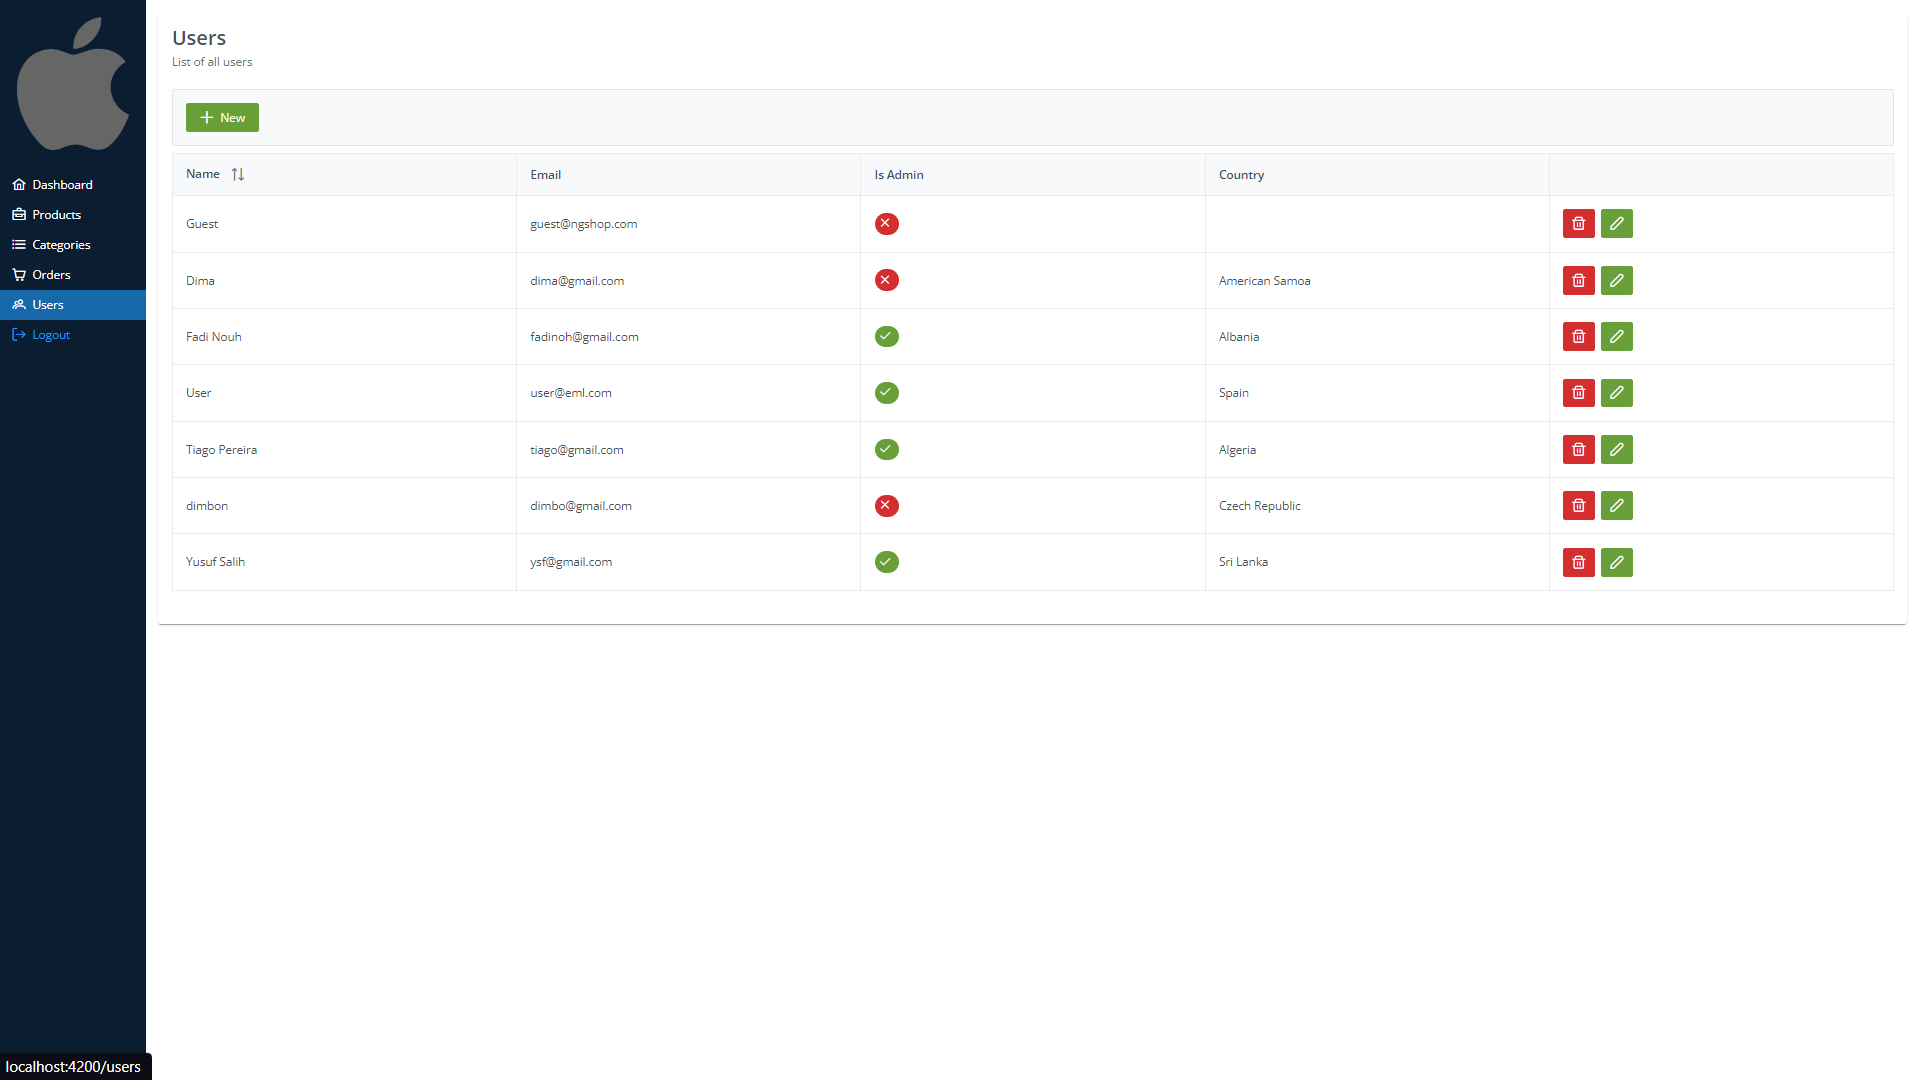 Users
List of all users
New
Dashboard
Products
Categories
Orders
Users
Logout
Name Email Is Admin Country
Guest guest@ngshop.com
Dima dima@gmail.com American Samoa
Fadi Nouh fadinoh@gmail.com Albania
User user@eml.com Spain
Tiago Pereira tiago@gmail.com Algeria
dimbon dimbo@gmail.com Czech Republic
Yusuf Salih ysf@gmail.com Sri Lanka
localhost:4200/users